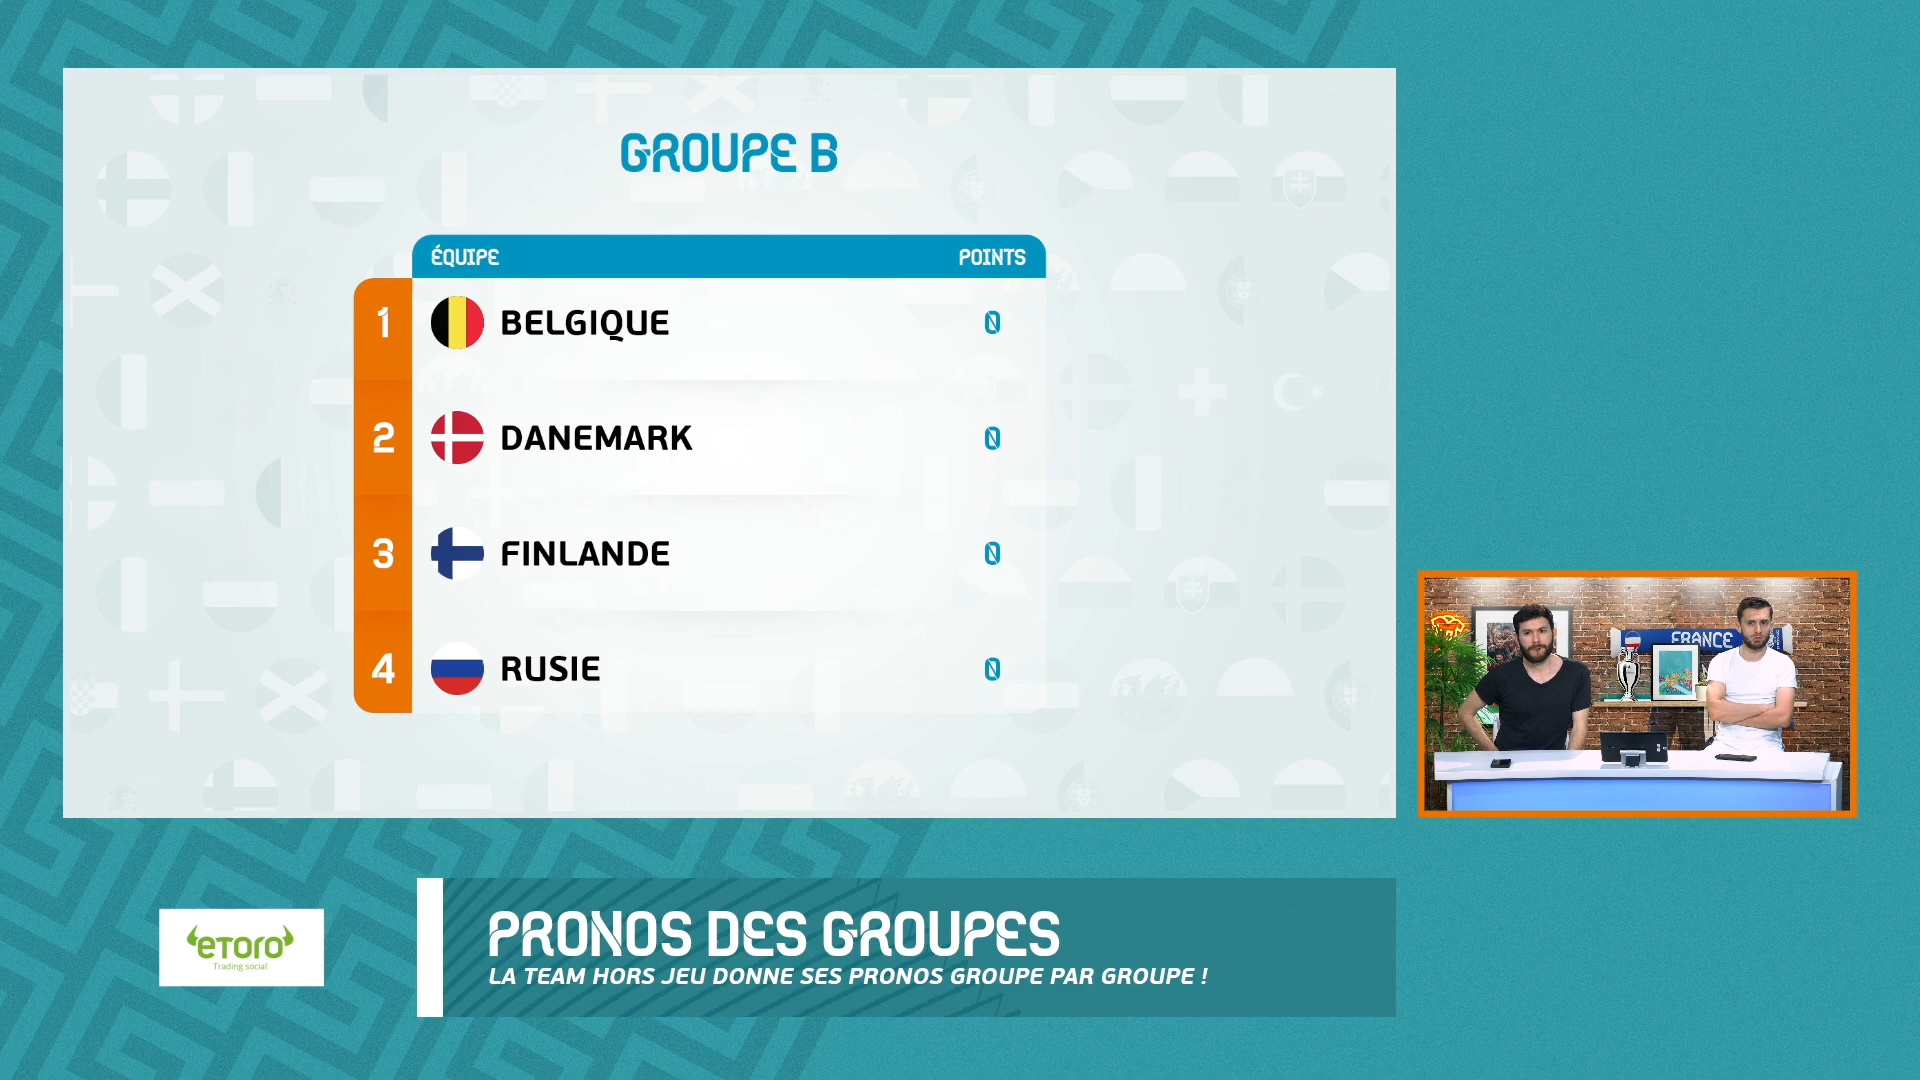 GROUPE B
ÉQUIPE POINTS
1 BELGIQUE 0
2 DANEMARK 0
3 FINLANDE 0
4 RUSIE 0
FRANCE
etoro
Trading social
PRONOS DES GROUPES
LA TEAM HORS JEU DONNE SES PRONOS GROUPE PAR GROUPE !